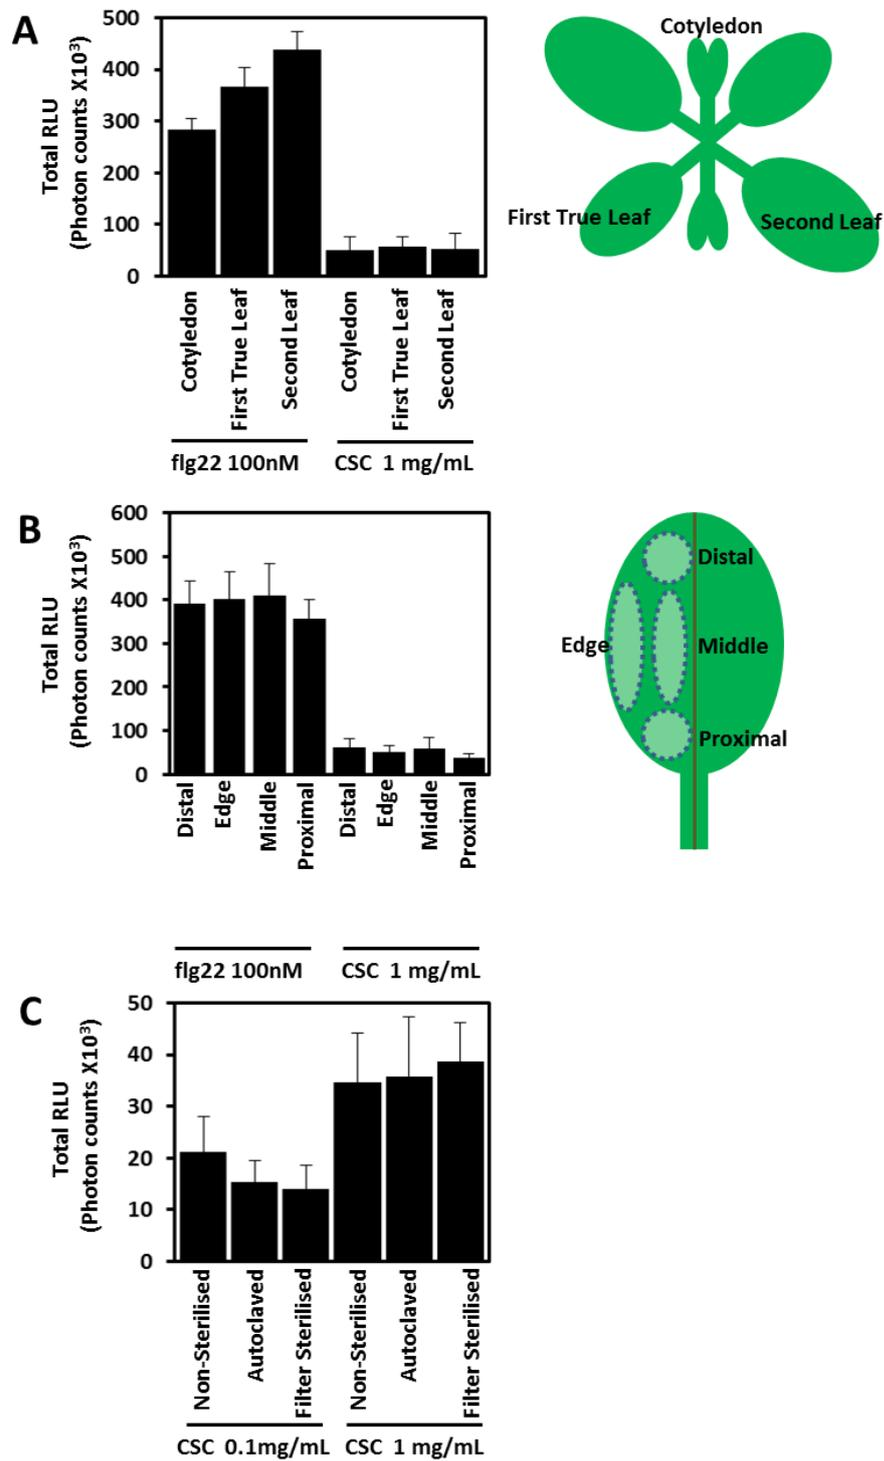 A
Total RLU
(Photon counts X10³)
500
400
300
200
100
0
Cotyledon
First True Leaf
Second Leaf
Cotyledon
First True Leaf
Second Leaf
flg22 100nM
CSC 1 mg/mL
Cotyledon
First True Leaf
Second Leaf
B
Total RLU
(Photon counts X10³)
600
500
400
300
200
100
0
Distal
Edge
Middle
Proximal
Distal
Edge
Middle
Proximal
flg22 100nM
CSC 1 mg/mL
Distal
Edge
Middle
Proximal
C
Total RLU
(Photon counts X10³)
50
40
30
20
10
0
Non-Sterilised
Autoclaved
Filter Sterilised
Non-Sterilised
Autoclaved
Filter Sterilised
CSC 0.1mg/mL
CSC 1 mg/mL